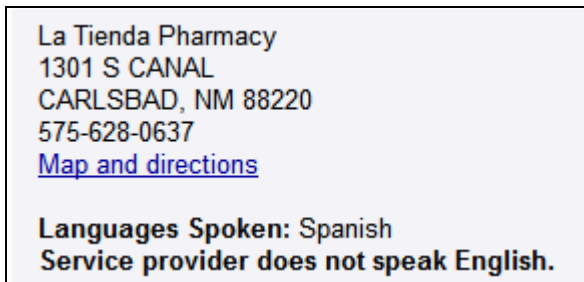 La Tienda Pharmacy
1301 S CANAL
CARLSBAD, NM 88220
575-628-0637
Map and directions
Languages Spoken: Spanish
Service provider does not speak English.